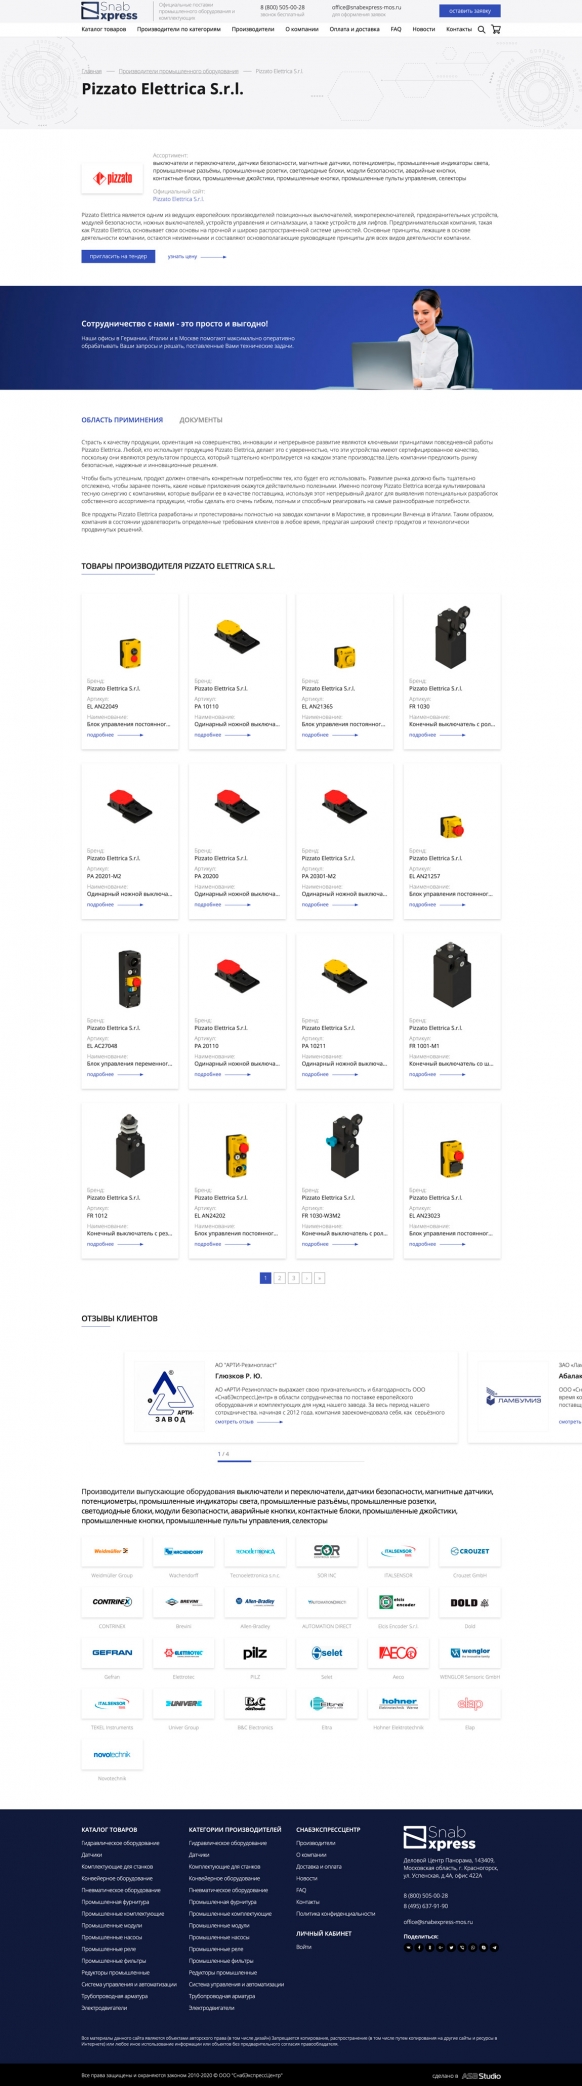 Snab
Xpress
Официальные поставки
промышленного оборудования и
комплектующих
8 (800) 505-00-28
звонок бесплатный
office@snabexpress-mos.ru
для оформления заявки
оставить заявку
Каталог товаров
Производители по категориям
Производители
О компании
Оплата и доставка
FAQ
Новости
Контакты
Главная
Производители промышленного оборудования
Pizzato Elettrica S.r.l.
Pizzato Elettrica S.r.l.
pizzato
Ассортимент:
выключатели и переключатели, датчики безопасности, магнитные датчики, потенциометры, промышленные индикаторы света,
промышленные разъёмы, промышленные розетки, светодиодные блоки, модули безопасности, аварийные кнопки,
контактные блоки, промышленные джойстики, промышленные кнопки, промышленные пульты управления, селекторы
Официальный сайт:
Pizzato Elettrica S.r.l.
Pizzato Elettrica является одним из ведущих европейских производителей позиционных выключателей, микропереключателей, предохранительных устройств,
модулей безопасности, ножных выключателей, устройств управления и сигнализации, а также устройств для лифтов. Предпринимательская компания, такая
как Pizzato Elettrica, основывает свои основы на прочной и широко распространенной системе ценностей. Основные принципы, лежащие в основе
деятельности компании, остаются неизменными и составляют основополагающие руководящие принципы для всех видов деятельности компании.
пригласить на тендер
узнать цену
Сотрудничество с нами - это просто и выгодно!
Наши офисы в Германии, Италии и в Москве помогают максимально оперативно
обрабатывать Ваши запросы и решать, поставленные Вами технические задачи.
ОБЛАСТЬ ПРИМИНЕНИЯ
ДОКУМЕНТЫ
Страсть к качеству продукции, ориентация на совершенство, инновации и непрерывное развитие являются ключевыми принципами повседневной работы
Pizzato Elettrica. Любой, кто использует продукцию Pizzato Elettrica, делает это с уверенностью, что эти устройства имеют сертифицированное качество,
поскольку они являются результатом процесса, который тщательно контролируется на каждом этапе производства.Цель компании-предложить рынку
безопасные, надежные и инновационные решения.
Чтобы быть успешным, продукт должен отвечать конкретным потребностям тех, кто будет его использовать. Развитие рынка должно быть тщательно
отслежено, чтобы заранее понять, какие новые приложения окажутся действительно полезными. Именно поэтому Pizzato Elettrica всегда культивировала
тесную синергию с компаниями, которые выбрали ее в качестве поставщика, используя этот непрерывный диалог для выявления потенциальных разработок
собственного ассортимента продукции, чтобы сделать его очень гибким, полным и способным реагировать на самые разнообразные потребности.
Все продукты Pizzato Elettrica разработаны и протестированы полностью на заводах компании в Маростике, в провинции Виченца в Италии. Таким образом,
компания в состоянии удовлетворить определенные требования клиентов в любое время, предлагая широкий спектр продуктов и технологически
продвинутых решений.
ТОВАРЫ ПРОИЗВОДИТЕЛЯ PIZZATO ELETTRICA S.R.L.
Бренд:
Pizzato Elettrica S.r.l.
Артикул:
EL AN22049
Наименование:
Блок управления постоянног...
подробнее
Бренд:
Pizzato Elettrica S.r.l.
Артикул:
PA 10110
Наименование:
Одинарный ножной выключа...
подробнее
Бренд:
Pizzato Elettrica S.r.l.
Артикул:
EL AN21365
Наименование:
Блок управления постоянног...
подробнее
Бренд:
Pizzato Elettrica S.r.l.
Артикул:
FR 1030
Наименование:
Конечный выключатель с рол...
подробнее
Бренд:
Pizzato Elettrica S.r.l.
Артикул:
PA 20201-M2
Наименование:
Одинарный ножной выключа...
подробнее
Бренд:
Pizzato Elettrica S.r.l.
Артикул:
PA 20200
Наименование:
Одинарный ножной выключа...
подробнее
Бренд:
Pizzato Elettrica S.r.l.
Артикул:
PA 20301-M2
Наименование:
Одинарный ножной выключа...
подробнее
Бренд:
Pizzato Elettrica S.r.l.
Артикул:
EL AN21257
Наименование:
Блок управления постоянног...
подробнее
Бренд:
Pizzato Elettrica S.r.l.
Артикул:
EL AC27048
Наименование:
Блок управления переменног...
подробнее
Бренд:
Pizzato Elettrica S.r.l.
Артикул:
PA 20110
Наименование:
Одинарный ножной выключа...
подробнее
Бренд:
Pizzato Elettrica S.r.l.
Артикул:
PA 10211
Наименование:
Одинарный ножной выключа...
подробнее
Бренд:
Pizzato Elettrica S.r.l.
Артикул:
FR 1001-M1
Наименование:
Конечный выключатель со ш...
подробнее
Бренд:
Pizzato Elettrica S.r.l.
Артикул:
FR 1012
Наименование:
Конечный выключатель с рез...
подробнее
Бренд:
Pizzato Elettrica S.r.l.
Артикул:
EL AN24202
Наименование:
Блок управления постоянног...
подробнее
Бренд:
Pizzato Elettrica S.r.l.
Артикул:
FR 1030-W3M2
Наименование:
Конечный выключатель с рол...
подробнее
Бренд:
Pizzato Elettrica S.r.l.
Артикул:
EL AN23023
Наименование:
Блок управления постоянног...
подробнее
1 2 3 › »
ОТЗЫВЫ КЛИЕНТОВ
АРТИ-
ЗАВОД
АО "АРТИ-Резинопласт"
Глюзков Р. Ю.
АО «АРТИ-Резинопласт» выражает свою признательность и благодарность ООО
«СнабЭкспрессЦентр» в области сотрудничества по поставке европейского
оборудования и комплектующих для нужд нашего завода. За весь период нашего
сотрудничества, начиная с 2012 года, компания зарекомендовала себя, как серьёзного
смотреть отзыв
ЛАМБУМИЗ
ЗАО «Лам
Абалак
ООО «Сн
время ко
поставщ
смотреть
1 / 4
Производители выпускающие оборудования выключатели и переключатели, датчики безопасности, магнитные датчики,
потенциометры, промышленные индикаторы света, промышленные разъёмы, промышленные розетки,
светодиодные блоки, модули безопасности, аварийные кнопки, контактные блоки, промышленные джойстики,
промышленные кнопки, промышленные пульты управления, селекторы
Weidmüller
WACHENDORFF
TECNOELETTRONICA
SOR
ITALSENSOR
CROUZET
Weidmüller Group
Wachendorff
Tecnoelettronica s.n.c.
SOR INC
ITALSENSOR
Crouzet GmbH
CONTRINEX
BREVINI
Allen-Bradley
AUTOMATIONDIRECT
elcis
encoder
DOLD
CONTRINEX
Brevini
Allen-Bradley
AUTOMATION DIRECT
Elcis Encoder S.r.l
Dold
GEFRAN
ELETTROTEC
pilz
selet
AECO
wenglor
Gefran
Elettrotec
PILZ
Selet
Aeco
WENGLOR Sensoric GmbH
ITALSENSOR
UNIVER
B&C
Eltra
hohner
elap
TEKEL Instruments
Univer Group
B&C Electronics
Eltra
Hohner Elektrotechnik
Elap
novotechnik
Novotechnik
КАТАЛОГ ТОВАРОВ
Гидравлическое оборудование
Датчики
Комплектующие для станков
Конвейерное оборудование
Пневматическое оборудование
Промышленная фурнитура
Промышленные комплектующие
Промышленные модули
Промышленные насосы
Промышленные реле
Промышленные фильтры
Редукторы промышленные
Система управления и автоматизации
Трубопроводная арматура
Электродвигатели
КАТЕГОРИИ ПРОИЗВОДИТЕЛЕЙ
Гидравлическое оборудование
Датчики
Комплектующие для станков
Конвейерное оборудование
Пневматическое оборудование
Промышленная фурнитура
Промышленные комплектующие
Промышленные модули
Промышленные насосы
Промышленные реле
Промышленные фильтры
Редукторы промышленные
Система управления и автоматизации
Трубопроводная арматура
Электродвигатели
СНАБЭКСПРЕССЦЕНТР
Производители
О компании
Доставка и оплата
Новости
FAQ
Контакты
Политика конфиденциальности
ЛИЧНЫЙ КАБИНЕТ
Войти
Snab
Xpress
Деловой Центр Панорама, 143409,
Московская область, г. Красногорск,
ул. Успенская, д.4А, офис 422А
8 (800) 505-00-28
8 (495) 637-91-90
office@snabexpress-mos.ru
Поделиться:
Все материалы данного сайта являются объектами авторского права (в том числе дизайн) Запрещается копирование, распространение (в том числе путем копирования на другие сайты и ресурсы в
Интернете) или любое иное использование информации или объектов без предварительного согласия правообладателя.
Все права защищены и охраняются законом 2010-2020 © ООО "СнабЭкспрессЦентр"
сделано в ASB Studio